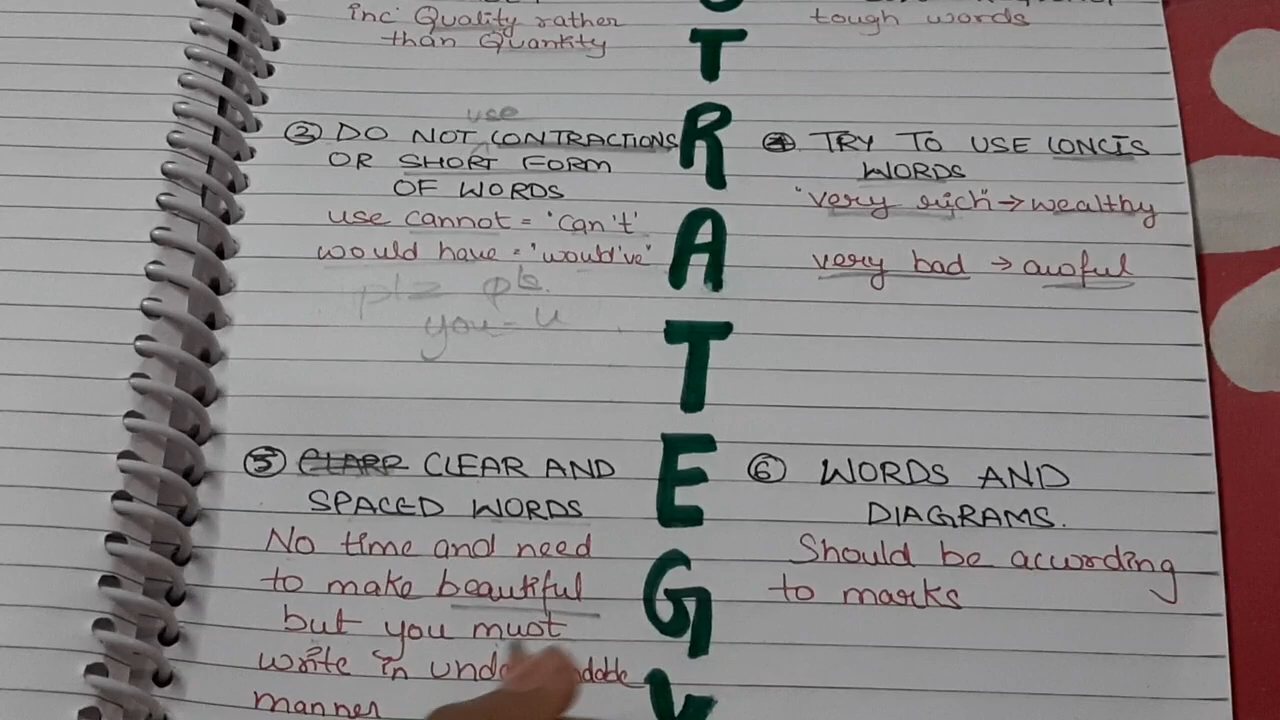 inc Quality rather
than Quantity
tough words
use
③ DO NOT CONTRACTIONS
OR SHORT FORM
OF WORDS
use cannot = 'can't'
would have = 'would've"
plz pls.
you - u
④ TRY TO USE CONCIS
WORDS
"very rich" → wealthy
very bad → awful
⑤ CLEAR AND
SPACED WORDS
No time and need
to make beautiful
but you must
write in
manner
⑥ WORDS AND
DIAGRAMS.
Should be according
to marks
T
R
A
T
E
G
Y